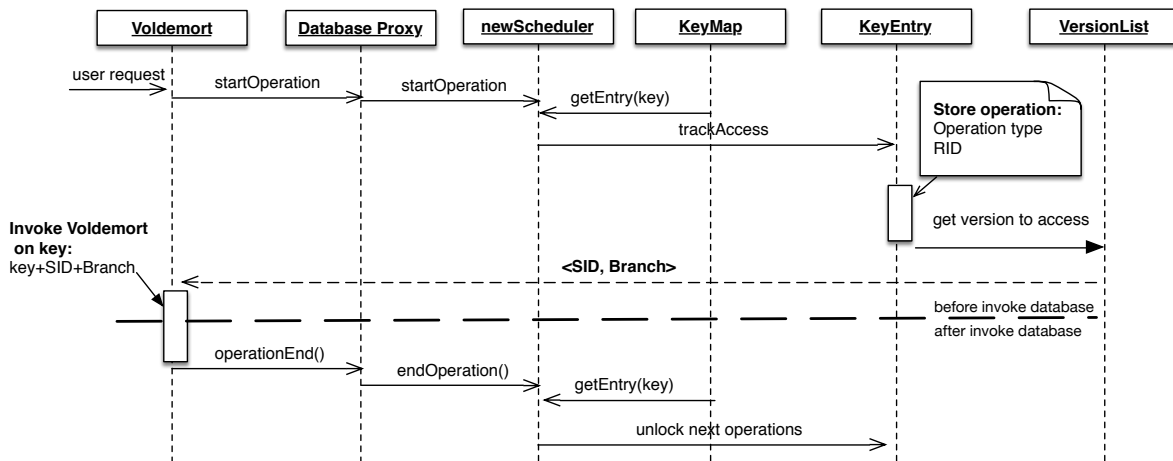 Voldemort
Database Proxy
newScheduler
KeyMap
KeyEntry
VersionList
user request
startOperation
startOperation
getEntry(key)
trackAccess
Store operation:
Operation type
RID
get version to access
Invoke Voldemort
on key:
key+SID+Branch
<SID, Branch>
before invoke database
after invoke database
operationEnd()
endOperation()
getEntry(key)
unlock next operations